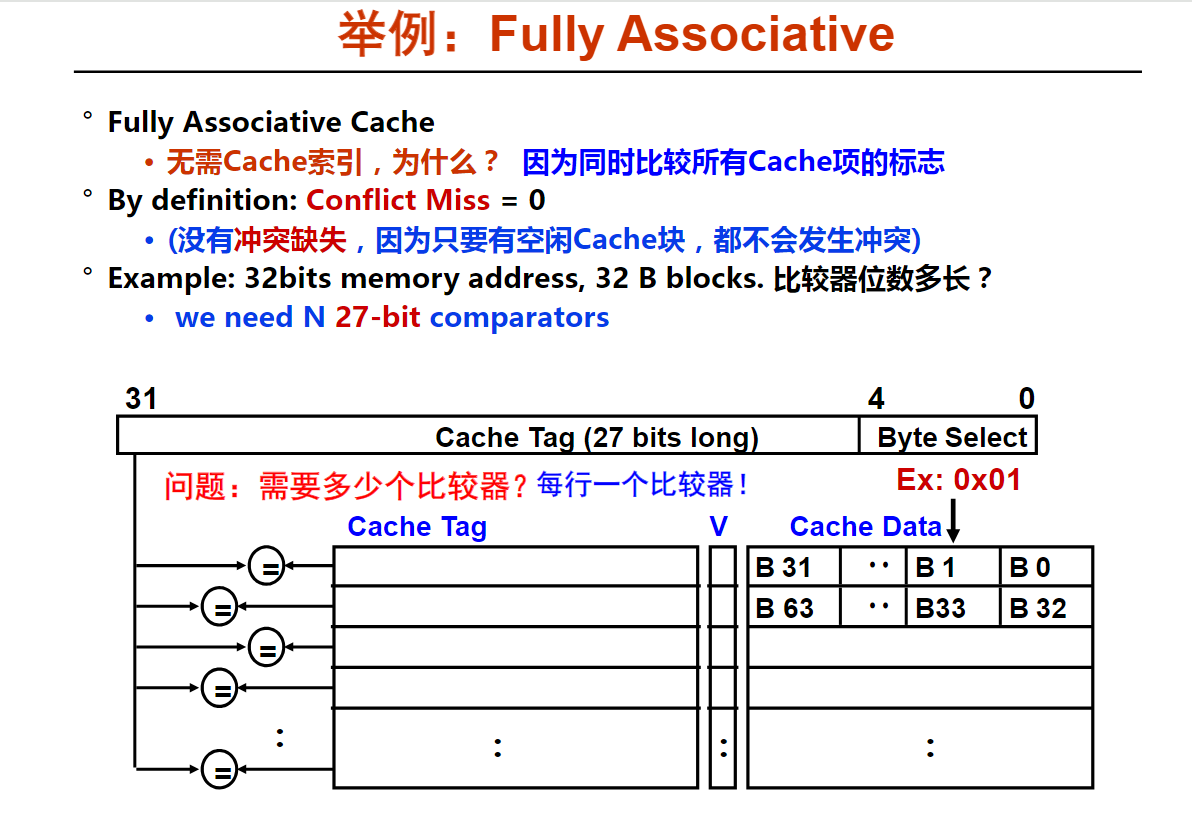 举例：Fully Associative
° Fully Associative Cache
• 无需Cache索引，为什么？ 因为同时比较所有Cache项的标志
° By definition: Conflict Miss = 0
• (没有冲突缺失，因为只要有空闲Cache块，都不会发生冲突)
° Example: 32bits memory address, 32 B blocks. 比较器位数多长？
• we need N 27-bit comparators
31 4 0
Cache Tag (27 bits long) Byte Select
问题：需要多少个比较器？每行一个比较器！ Ex: 0x01
Cache Tag V Cache Data
= B 31 ·· B 1 B 0
= B 63 ·· B33 B 32
=
=
: : : :
=